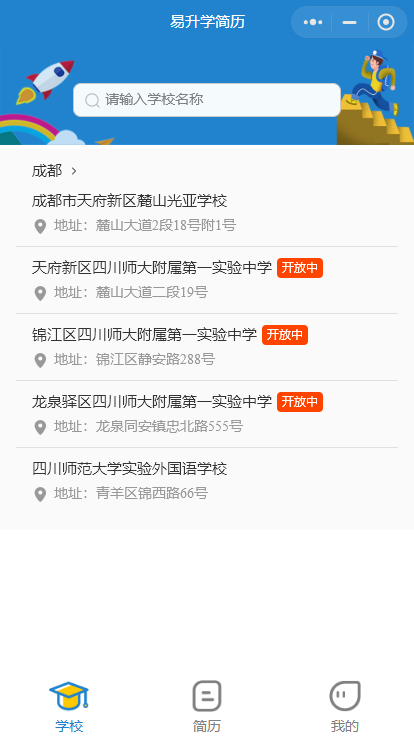 易升学简历
请输入学校名称
成都
成都市天府新区麓山光亚学校
地址：麓山大道2段18号附1号
天府新区四川师大附属第一实验中学 开放中
地址：麓山大道二段19号
锦江区四川师大附属第一实验中学 开放中
地址：锦江区静安路288号
龙泉驿区四川师大附属第一实验中学 开放中
地址：龙泉同安镇忠北路555号
四川师范大学实验外国语学校
地址：青羊区锦西路66号
学校 简历 我的